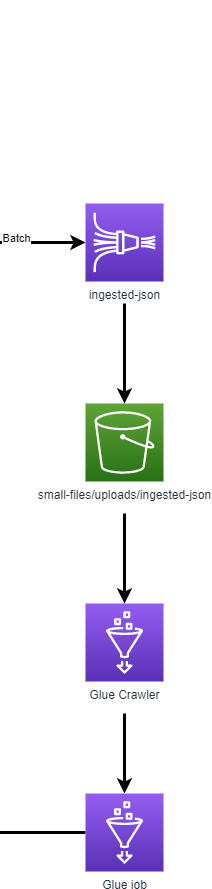 Batch
ingested-json
small-files/uploads/ingested-json
Glue Crawler
Glue job